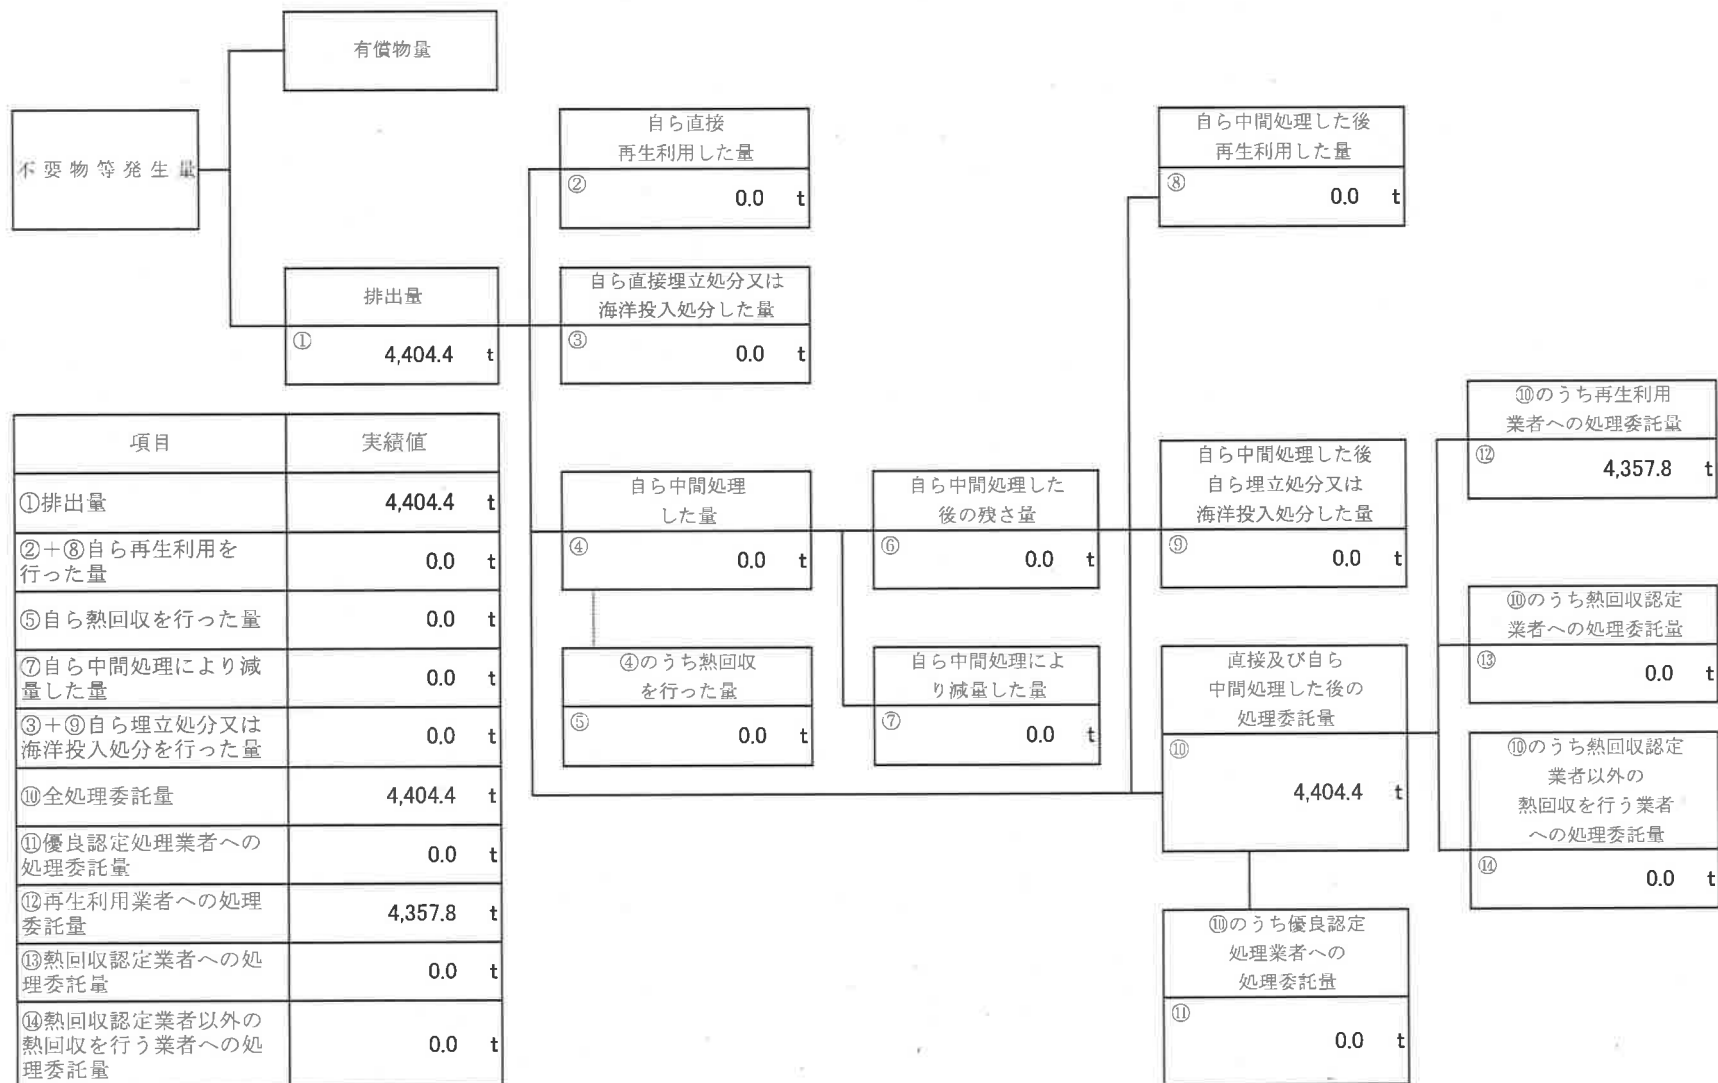 有償物量
不要物等発生量
排出量
① 4,404.4 t
自ら直接
再生利用した量
② 0.0 t
自ら直接埋立処分又は
海洋投入処分した量
③ 0.0 t
自ら中間処理
した量
④ 0.0 t
④のうち熱回収
を行った量
⑤ 0.0 t
自ら中間処理した
後の残さ量
⑥ 0.0 t
自ら中間処理によ
り減量した量
⑦ 0.0 t
自ら中間処理した後
再生利用した量
⑧ 0.0 t
自ら中間処理した後
自ら埋立処分又は
海洋投入処分した量
⑨ 0.0 t
直接及び自ら
中間処理した後の
処理委託量
⑩
4,404.4 t
⑩のうち優良認定
処理業者への
処理委託量
⑪
0.0 t
⑩のうち再生利用
業者への処理委託量
⑫ 4,357.8 t
⑩のうち熱回収認定
業者への処理委託量
⑬ 0.0 t
⑩のうち熱回収認定
業者以外の
熱回収を行う業者
への処理委託量
⑭ 0.0 t
項目 実績値
①排出量 4,404.4 t
②+⑧自ら再生利用を
行った量 0.0 t
⑤自ら熱回収を行った量 0.0 t
⑦自ら中間処理により減
量した量 0.0 t
③+⑨自ら埋立処分又は
海洋投入処分を行った量 0.0 t
⑩全処理委託量 4,404.4 t
⑪優良認定処理業者への
処理委託量 0.0 t
⑫再生利用業者への処理
委託量 4,357.8 t
⑬熱回収認定業者への処
理委託量 0.0 t
⑭熱回収認定業者以外の
熱回収を行う業者への処
理委託量 0.0 t